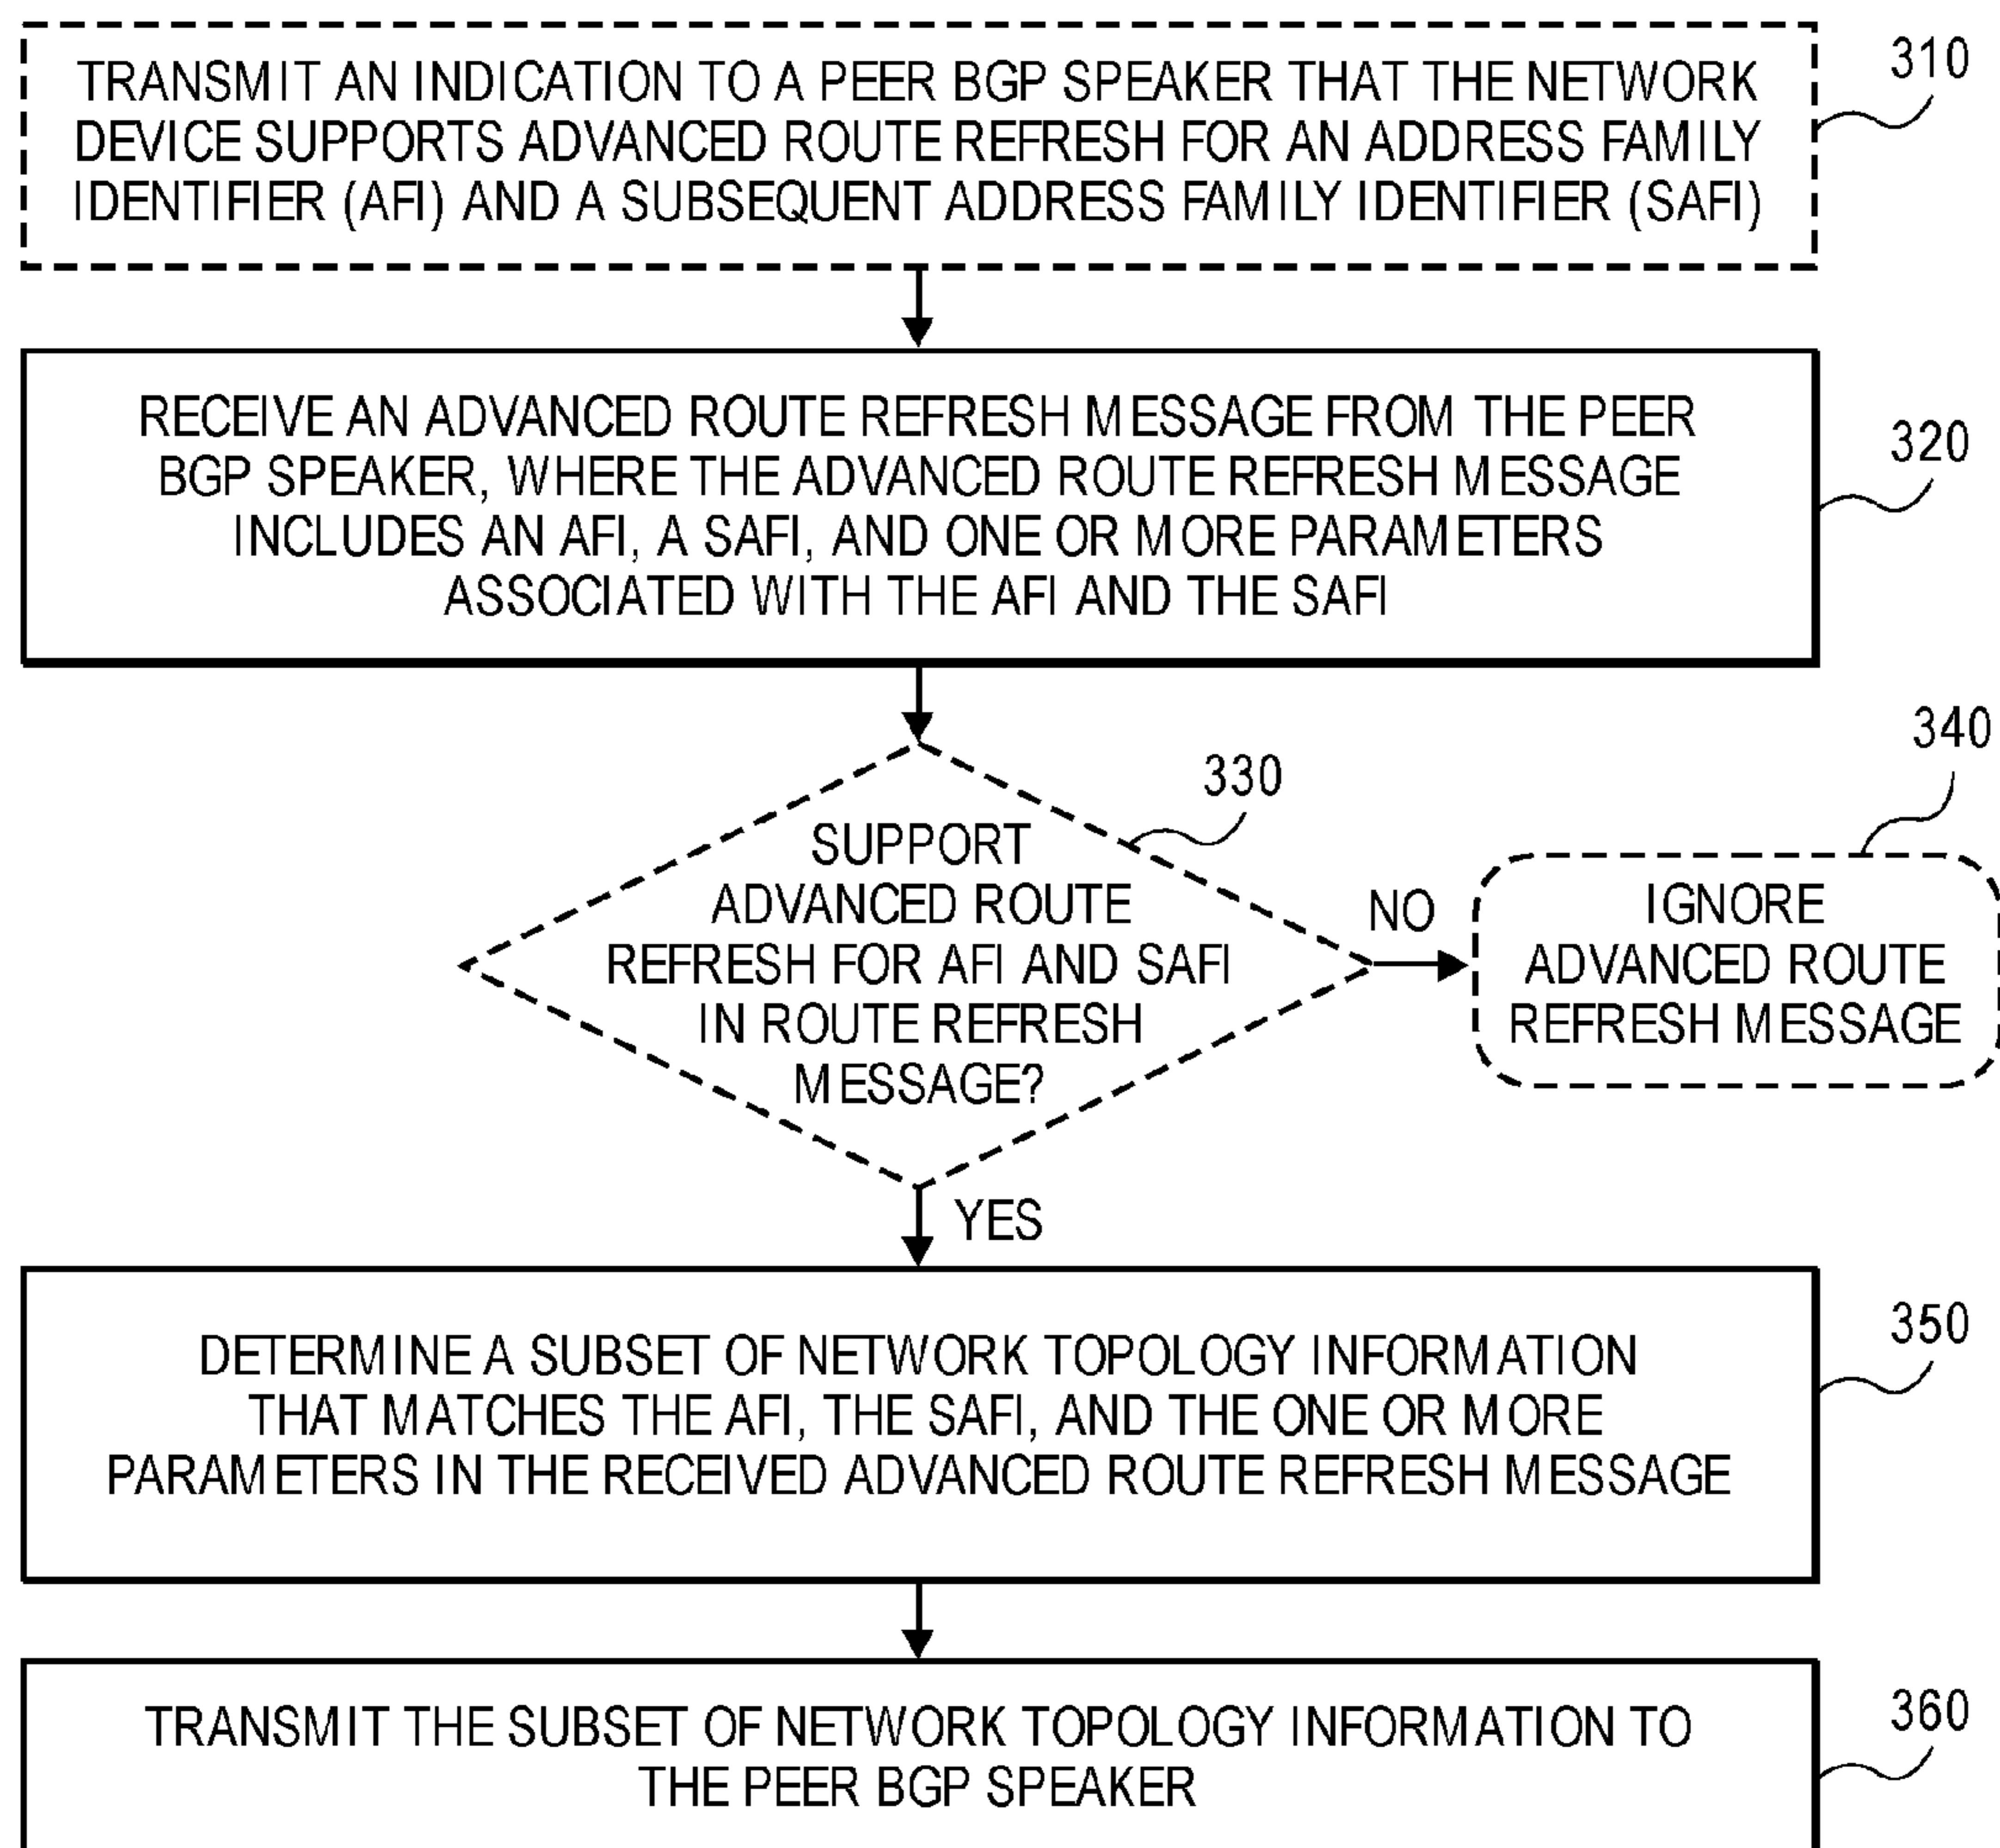 TRANSMIT AN INDICATION TO A PEER BGP SPEAKER THAT THE NETWORK
DEVICE SUPPORTS ADVANCED ROUTE REFRESH FOR AN ADDRESS FAMILY
IDENTIFIER (AFI) AND A SUBSEQUENT ADDRESS FAMILY IDENTIFIER (SAFI)
310
RECEIVE AN ADVANCED ROUTE REFRESH MESSAGE FROM THE PEER
BGP SPEAKER, WHERE THE ADVANCED ROUTE REFRESH MESSAGE
INCLUDES AN AFI, A SAFI, AND ONE OR MORE PARAMETERS
ASSOCIATED WITH THE AFI AND THE SAFI
320
330
SUPPORT
ADVANCED ROUTE
REFRESH FOR AFI AND SAFI
IN ROUTE REFRESH
MESSAGE?
NO
340
IGNORE
ADVANCED ROUTE
REFRESH MESSAGE
YES
DETERMINE A SUBSET OF NETWORK TOPOLOGY INFORMATION
THAT MATCHES THE AFI, THE SAFI, AND THE ONE OR MORE
PARAMETERS IN THE RECEIVED ADVANCED ROUTE REFRESH MESSAGE
350
TRANSMIT THE SUBSET OF NETWORK TOPOLOGY INFORMATION TO
THE PEER BGP SPEAKER
360